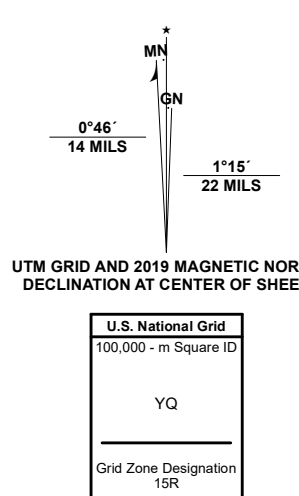 MN
GN
0°46´
14 MILS
1°15´
22 MILS
UTM GRID AND 2019 MAGNETIC NOR
DECLINATION AT CENTER OF SHEE
U.S. National Grid
100,000 - m Square ID
YQ
Grid Zone Designation
15R